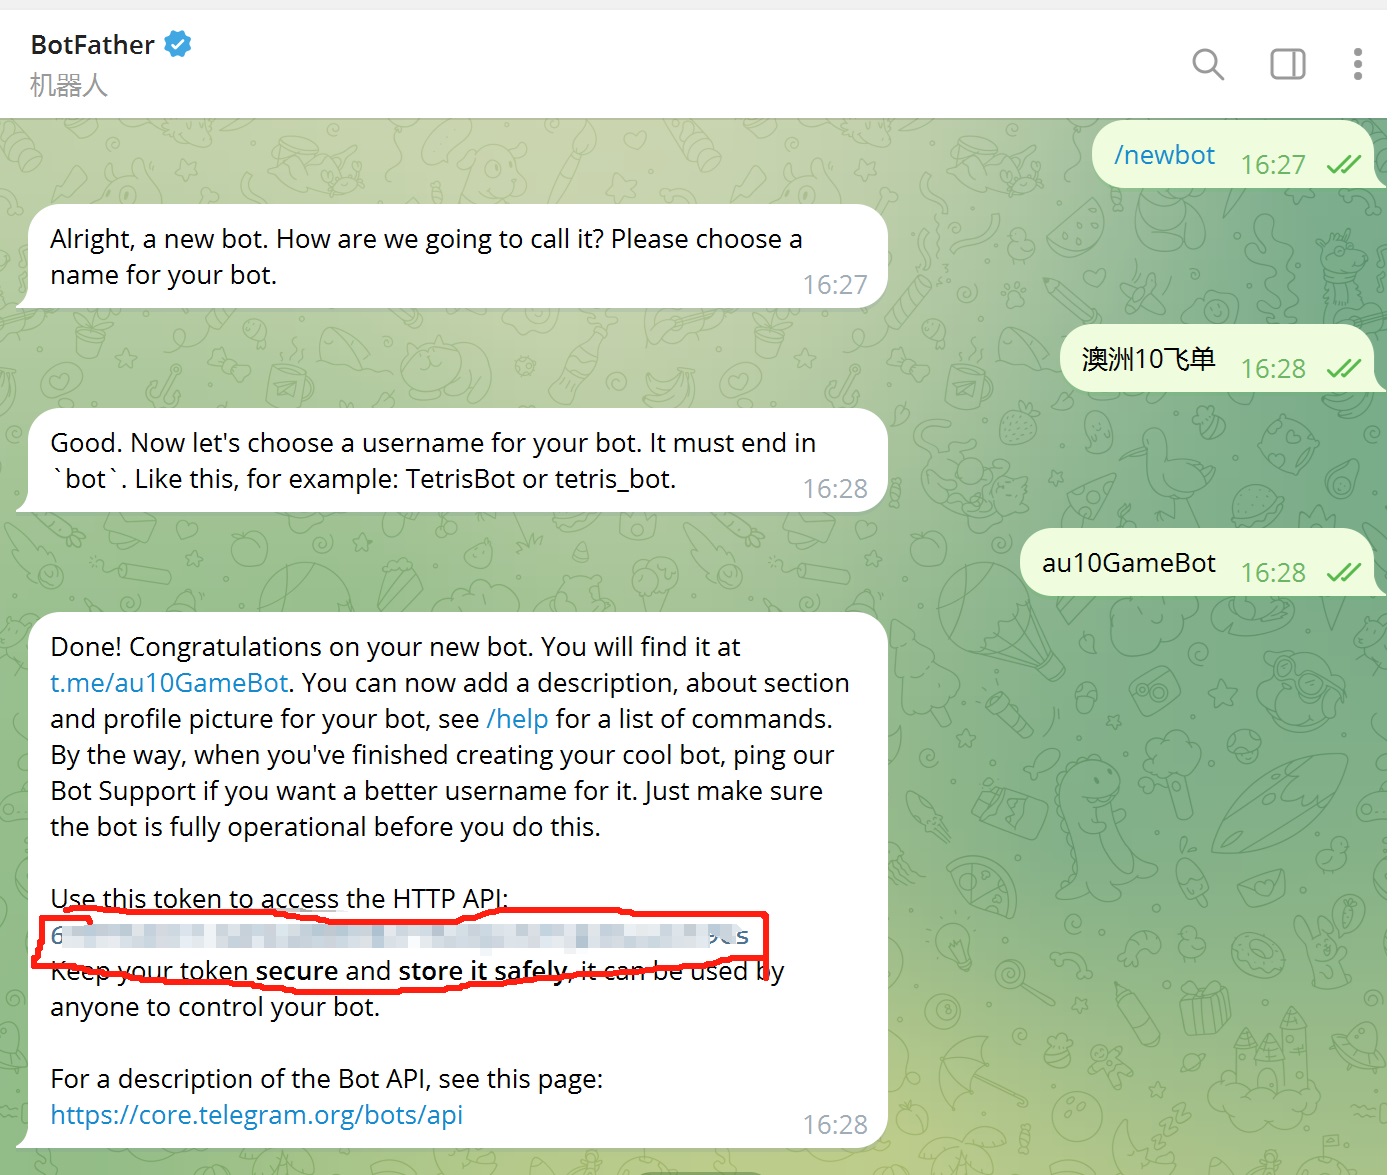 BotFather
机器人
/newbot 16:27
Alright, a new bot. How are we going to call it? Please choose a
name for your bot.
16:27
澳洲10飞单 16:28
Good. Now let's choose a username for your bot. It must end in
`bot`. Like this, for example: TetrisBot or tetris_bot.
16:28
au10GameBot 16:28
Done! Congratulations on your new bot. You will find it at
t.me/au10GameBot. You can now add a description, about section
and profile picture for your bot, see /help for a list of commands.
By the way, when you've finished creating your cool bot, ping our
Bot Support if you want a better username for it. Just make sure
the bot is fully operational before you do this.
Use this token to access the HTTP API:
Keep your token secure and store it safely, it can be used by
anyone to control your bot.
For a description of the Bot API, see this page:
https://core.telegram.org/bots/api
16:28